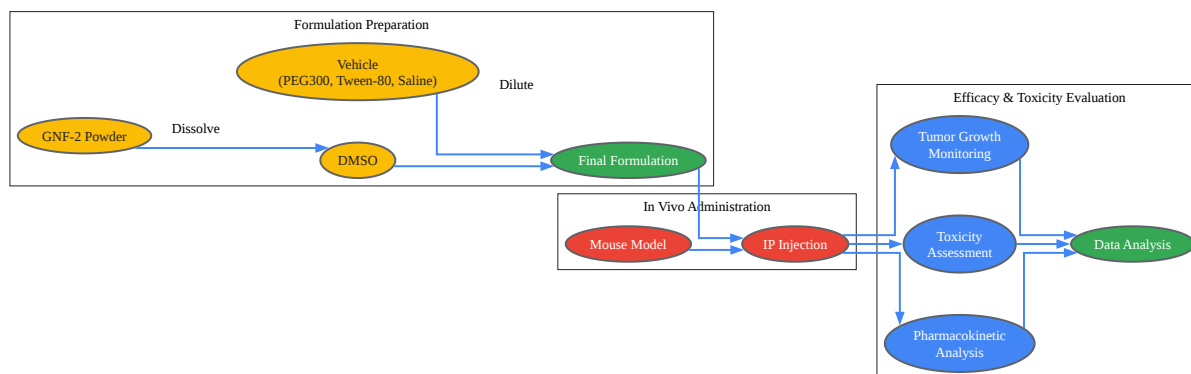 Formulation Preparation
Vehicle
(PEG300, Tween-80, Saline)
Dilute
GNF-2 Powder
Dissolve
DMSO
Final Formulation
In Vivo Administration
Mouse Model
IP Injection
Efficacy & Toxicity Evaluation
Tumor Growth
Monitoring
Toxicity
Assessment
Data Analysis
Pharmacokinetic
Analysis